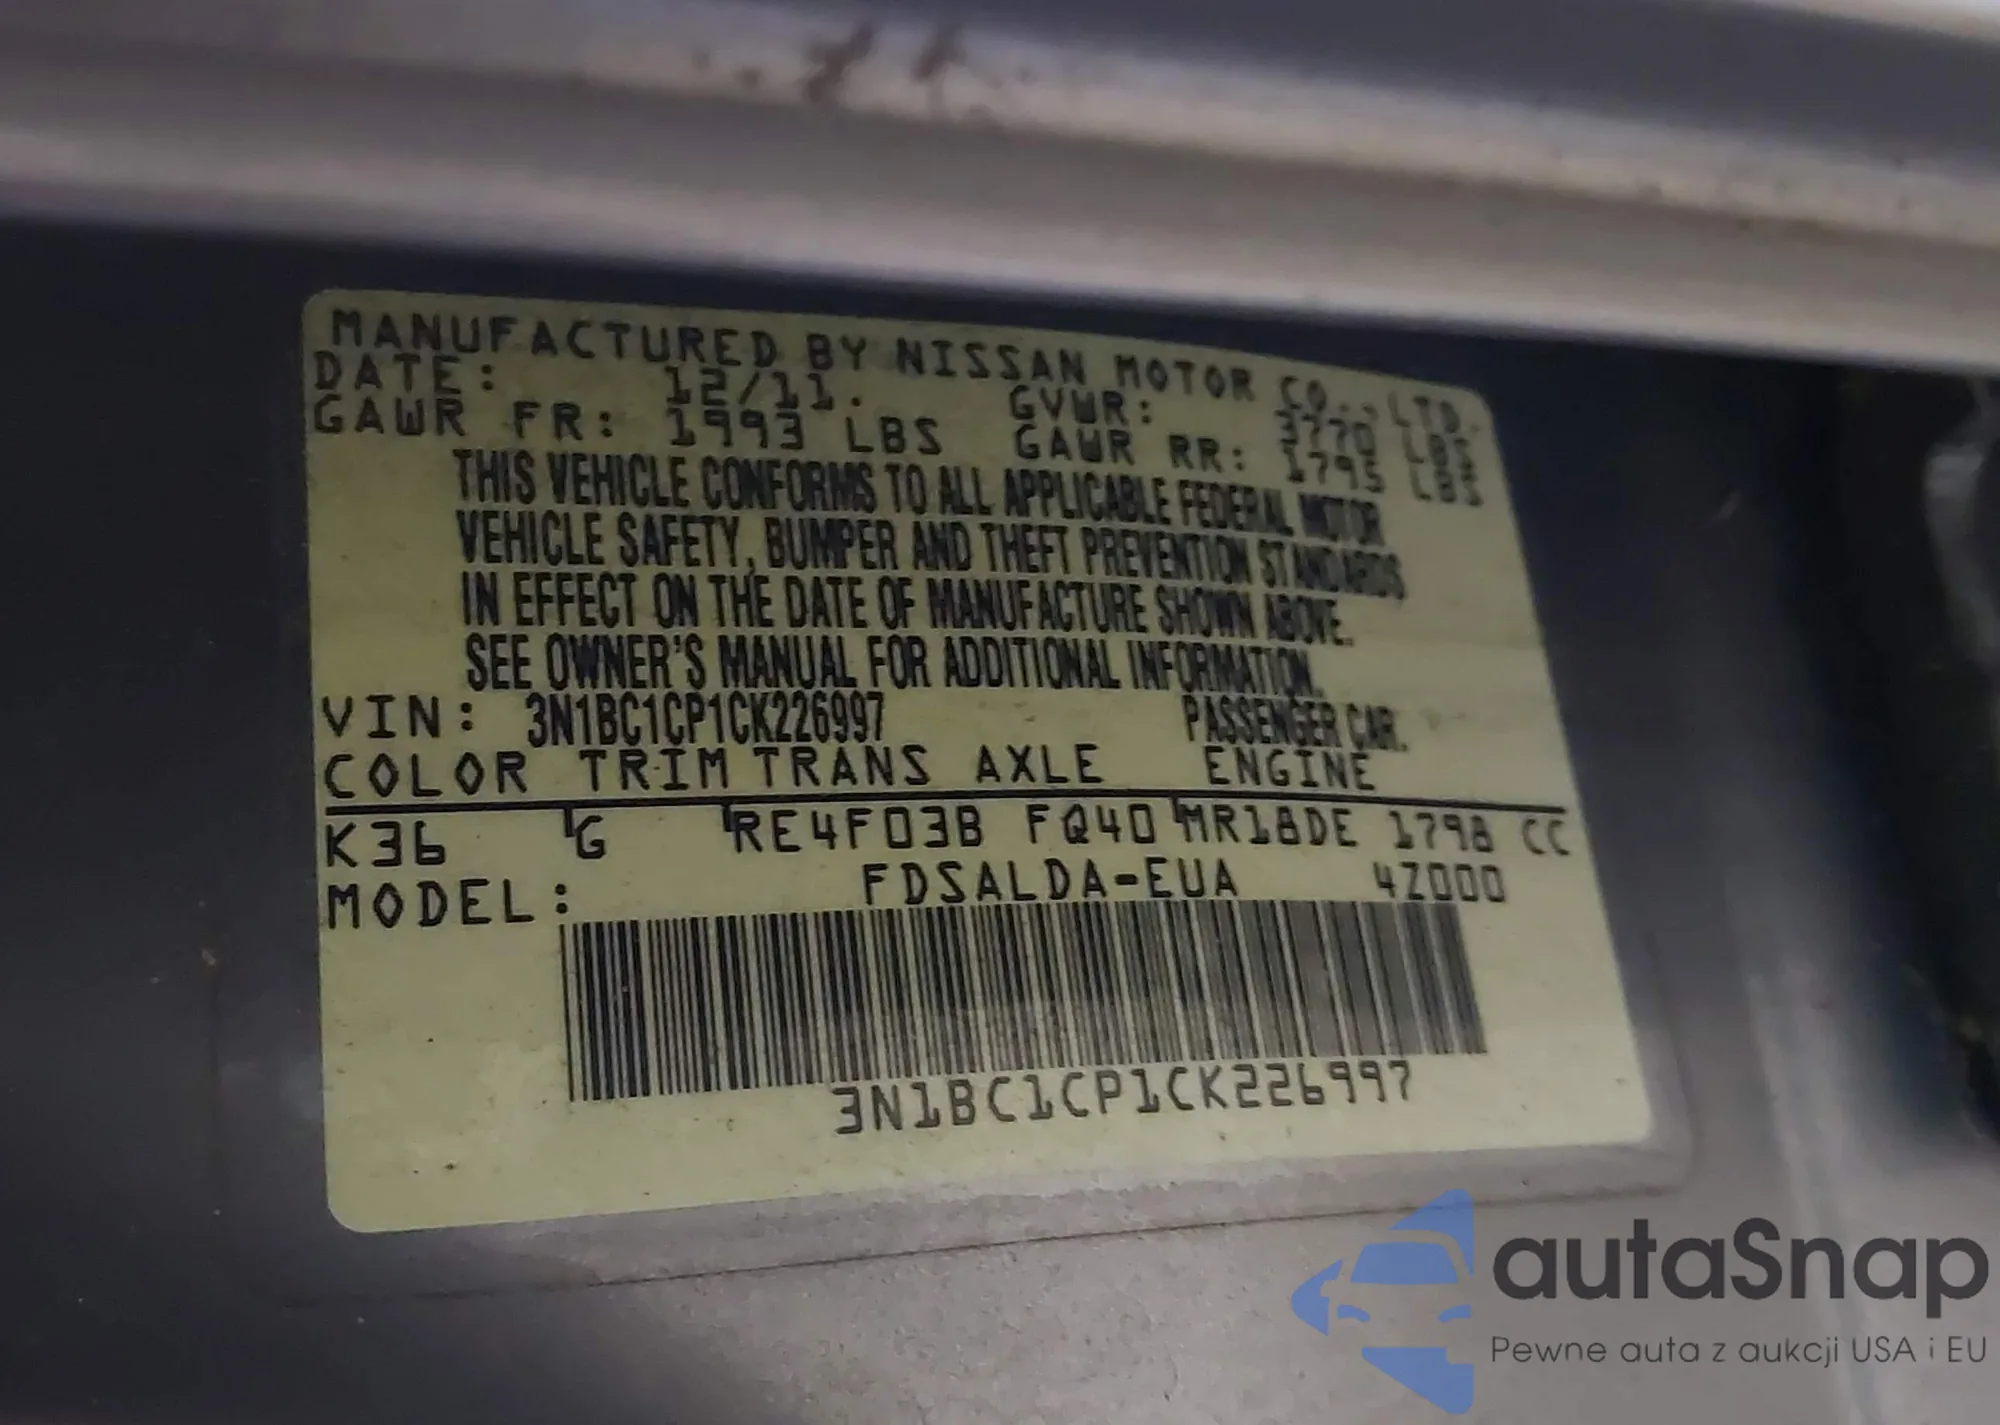 MANUFACTURED BY NISSAN MOTOR CO., LTD.
DATE: 12/11. GVWR: 3770 LBS
GAWR FR: 1993 LBS GAWR RR: 1795 LBS
THIS VEHICLE CONFORMS TO ALL APPLICABLE FEDERAL MOTOR
VEHICLE SAFETY, BUMPER AND THEFT PREVENTION STANDARDS
IN EFFECT ON THE DATE OF MANUFACTURE SHOWN ABOVE.
SEE OWNER'S MANUAL FOR ADDITIONAL INFORMATION.
VIN: 3N1BC1CP1CK226997 PASSENGER CAR.
COLOR TRIM TRANS AXLE ENGINE
K36 G RE4F03B FQ40 MR18DE 1798 CC
MODEL: FDSALDA-EUA 4Z000
3N1BC1CP1CK226997
autaSnap
Pewne auta z aukcji USA i EU